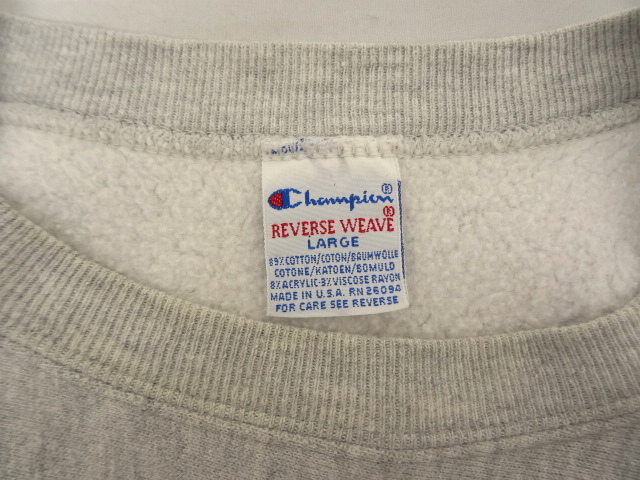 Champion®
REVERSE WEAVE®
LARGE
89% COTTON/COTON/BAUMWOLLE
COTONE/KATOEN/BOMULD
8% ACRYLIC-3% VISCOSE RAYON
MADE IN U.S.A. RN 26094
FOR CARE SEE REVERSE